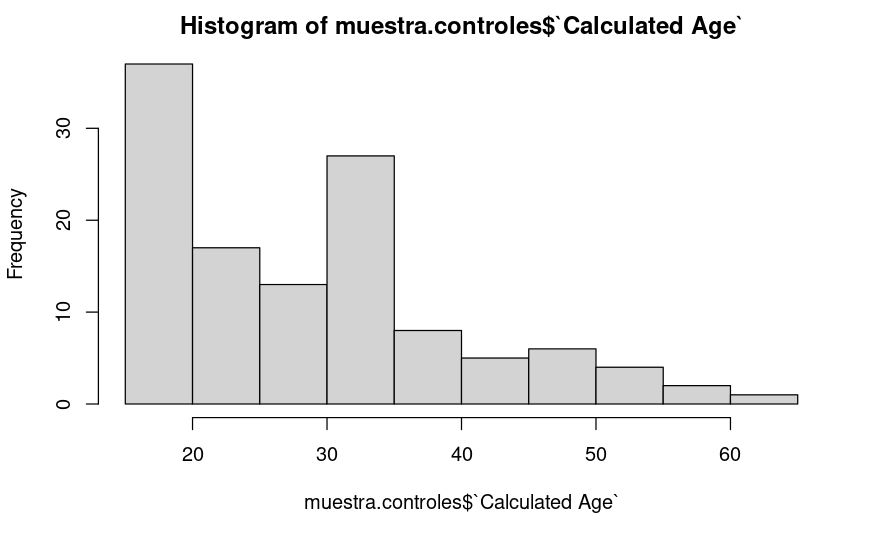 Histogram of muestra.controles$`Calculated Age`
Frequency
30
20
10
0
20 30 40 50 60
muestra.controles$`Calculated Age`